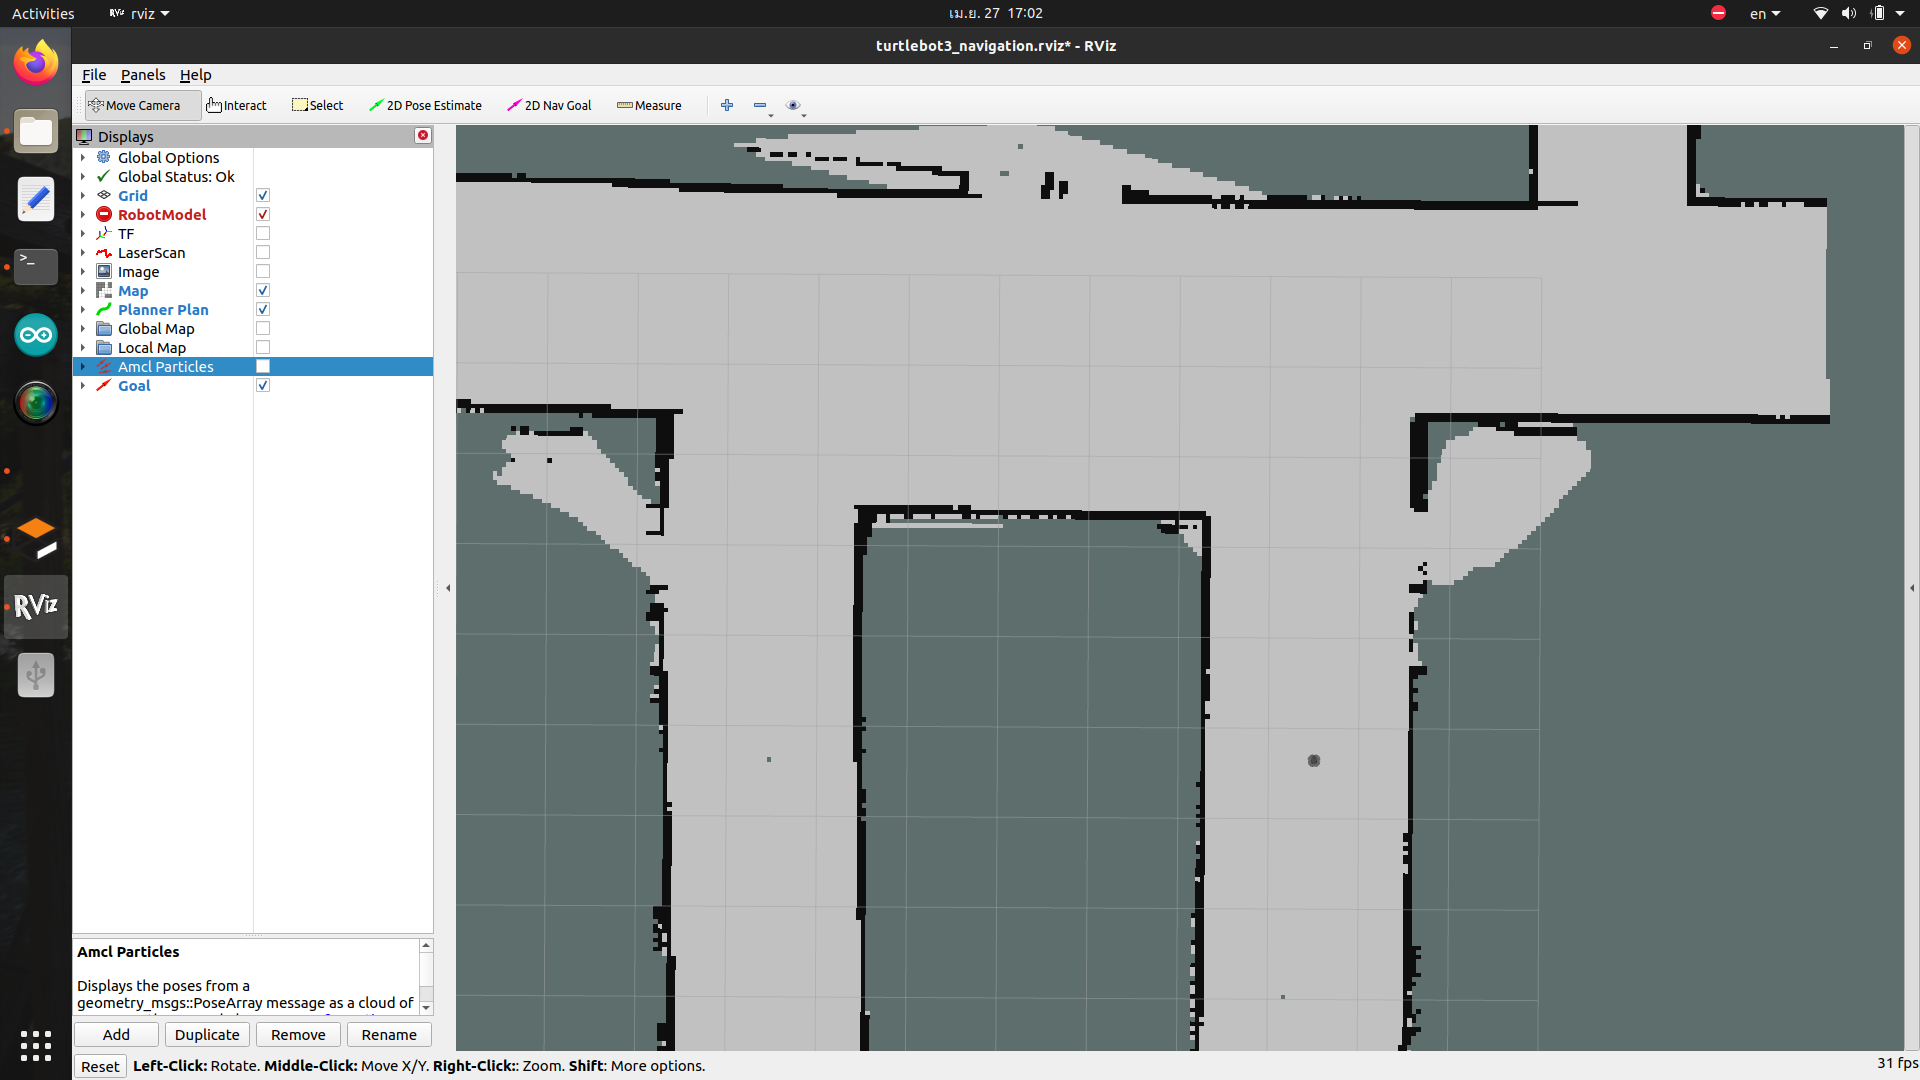 Activities
RViz rviz
เม.ย. 27 17:02
en
turtlebot3_navigation.rviz* - RViz
File Panels Help
Move Camera Interact Select 2D Pose Estimate 2D Nav Goal Measure
Displays
Global Options
Global Status: Ok
Grid
RobotModel
TF
LaserScan
Image
Map
Planner Plan
Global Map
Local Map
Amcl Particles
Goal
RViz
Amcl Particles
Displays the poses from a
geometry_msgs::PoseArray message as a cloud of
Add Duplicate Remove Rename
Reset Left-Click: Rotate. Middle-Click: Move X/Y. Right-Click:: Zoom. Shift: More options.
31 fps